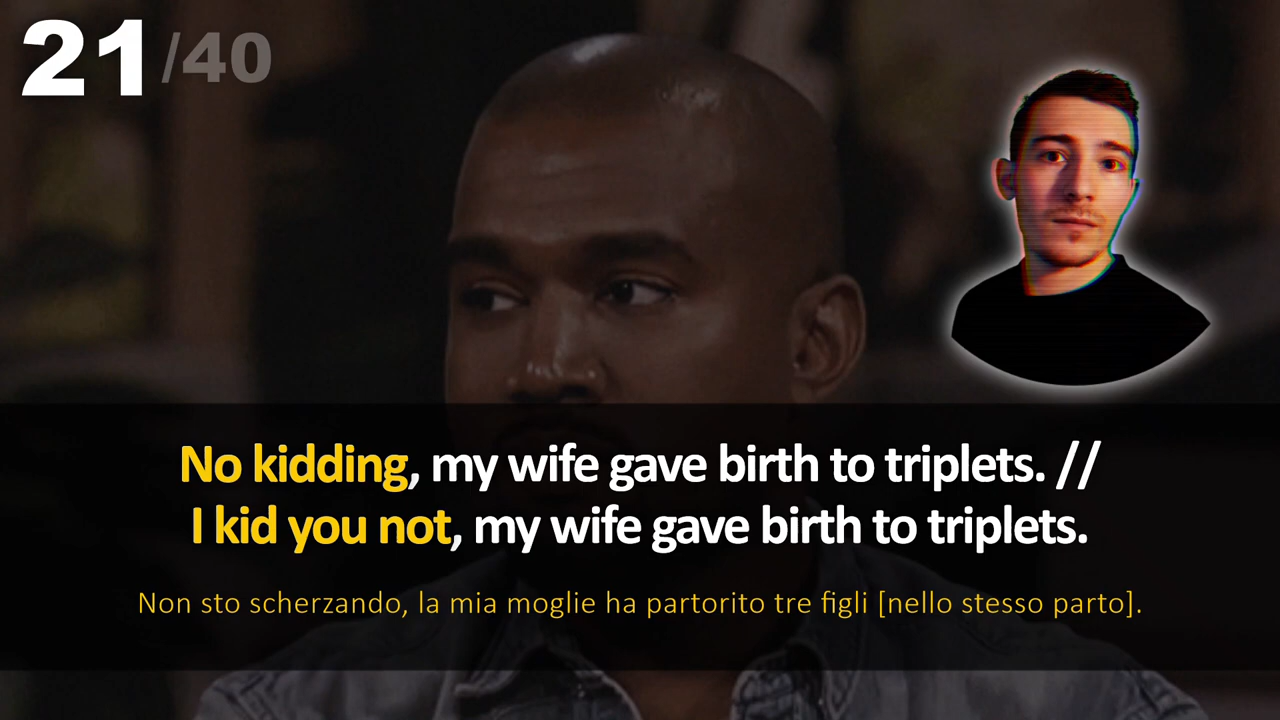 21/40
No kidding, my wife gave birth to triplets. //
I kid you not, my wife gave birth to triplets.
Non sto scherzando, la mia moglie ha partorito tre figli [nello stesso parto].